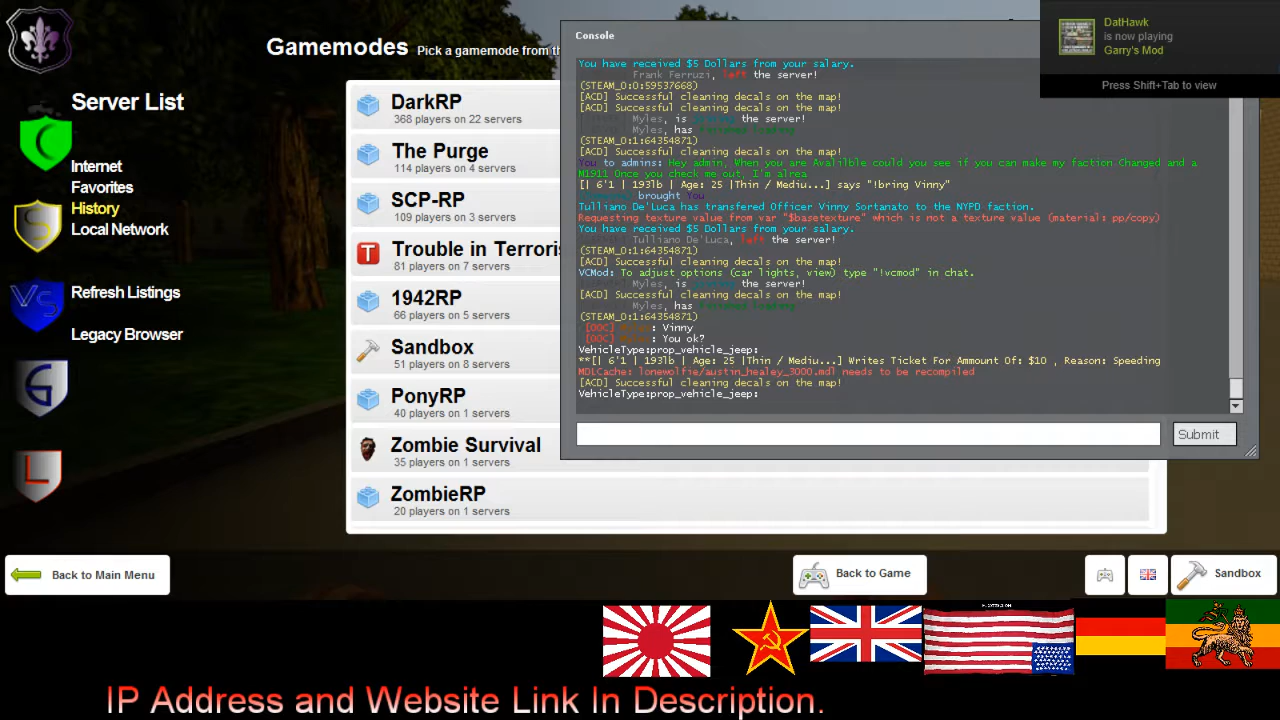 Server List
Internet
Favorites
History
Local Network
Refresh Listings
Legacy Browser
Gamemodes Pick a gamemode from th
DarkRP
368 players on 22 servers
The Purge
114 players on 4 servers
SCP-RP
109 players on 3 servers
Trouble in Terroris
81 players on 7 servers
1942RP
66 players on 5 servers
Sandbox
51 players on 8 servers
PonyRP
40 players on 1 servers
Zombie Survival
35 players on 1 servers
ZombieRP
20 players on 1 servers
Console
You have received $5 Dollars from your salary.
Frank Ferruzi, left the server!
(STEAM_0:0:59537668)
[ACD] Successful cleaning decals on the map!
[ACD] Successful cleaning decals on the map!
Myles, is joining the server!
Myles, has finished loading
(STEAM_0:1:64354871)
[ACD] Successful cleaning decals on the map!
You to admins: Hey admin, When you are Avalilble could you see if you can make my faction Changed and a
M1911 Once you check me out, I'm alrea
[| 6'1 | 193lb | Age: 25 |Thin / Mediu...] says "!bring Vinny"
brought You
Tulliano De'Luca has transfered Officer Vinny Sortanato to the NYPD faction.
Requesting texture value from var "$basetexture" which is not a texture value (material: pp/copy)
You have received $5 Dollars from your salary.
Tulliano De'Luca, left the server!
(STEAM_0:1:64354871)
[ACD] Successful cleaning decals on the map!
VCMod: To adjust options (car lights, view) type "!vcmod" in chat.
Myles, is joining the server!
[ACD] Successful cleaning decals on the map!
Myles, has finished loading
(STEAM_0:1:64354871)
[OOC] Myles: Vinny
[OOC] Myles: You ok?
VehicleType:prop_vehicle_jeep:
**[| 6'1 | 193lb | Age: 25 |Thin / Mediu...] Writes Ticket For Ammount Of: $10 , Reason: Speeding
MDLCache: lonewolfie/austin_healey_3000.mdl needs to be recompiled
[ACD] Successful cleaning decals on the map!
VehicleType:prop_vehicle_jeep:
Submit
DatHawk
is now playing
Garry's Mod
Press Shift+Tab to view
Back to Main Menu
Back to Game
Sandbox
IP Address and Website Link In Description.